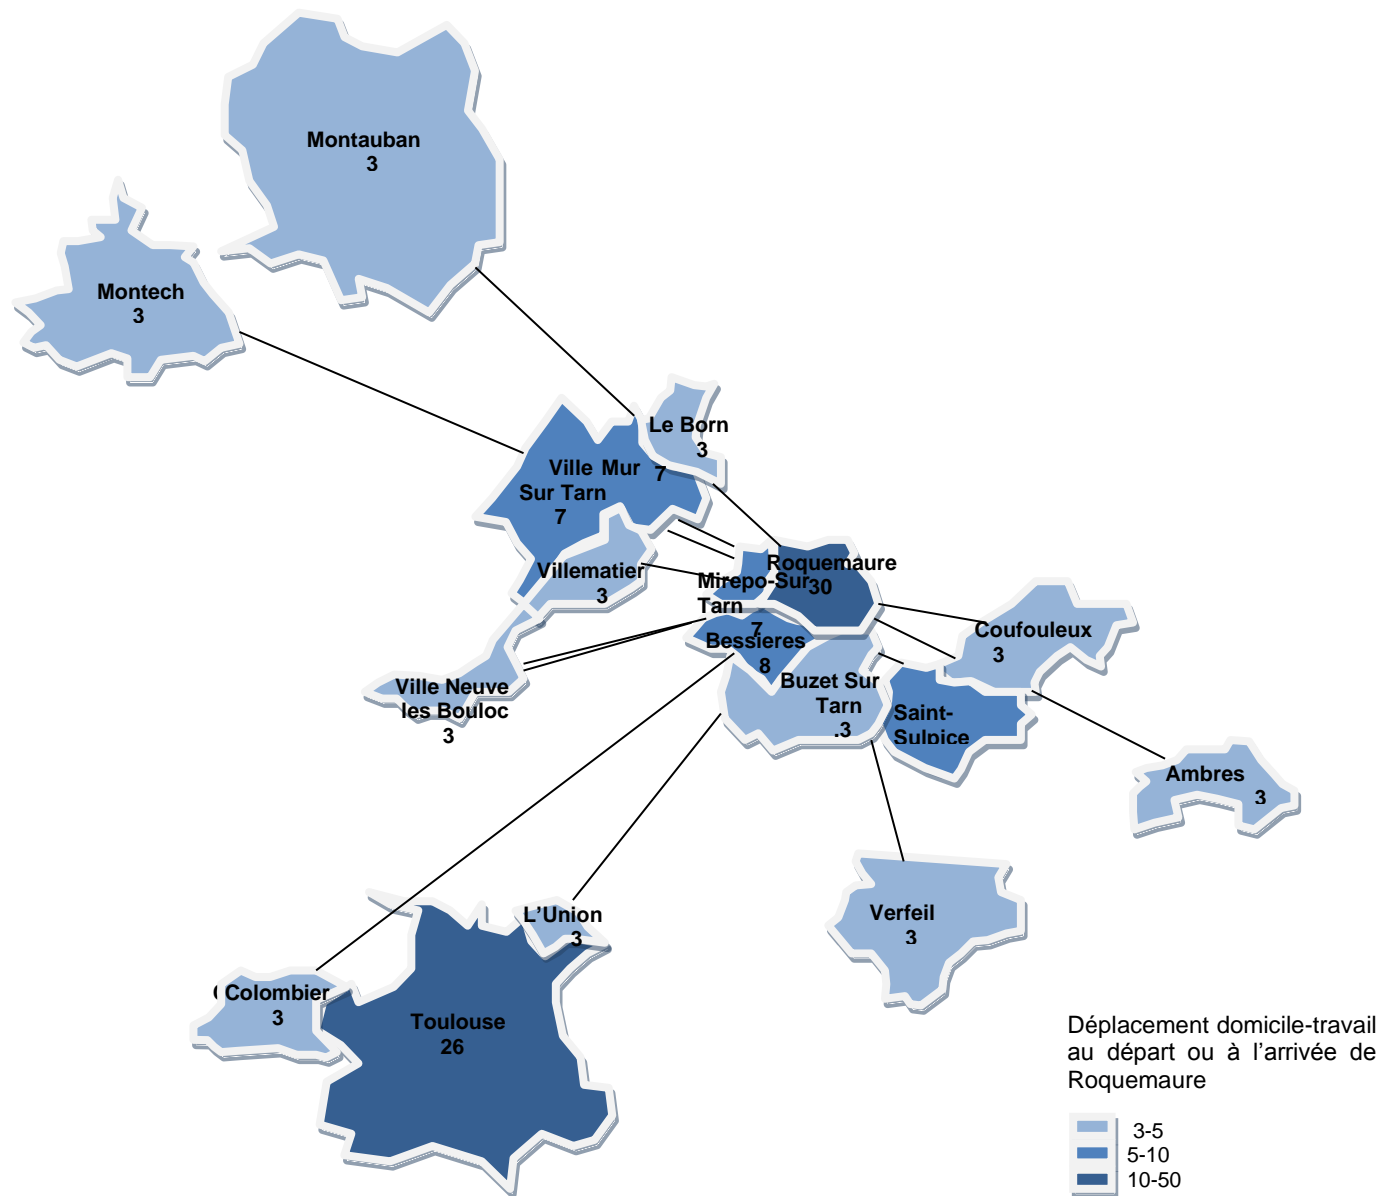 Montauban
3
Montech
3
Le Born
3
Ville Mur
7
Sur Tarn
7
Villematier
3
Roquemaure
30
Mirepo-Sur
Tarn
7
Bessieres
8
Coufouleux
3
Ville Neuve
les Bouloc
3
Buzet Sur
Tarn
.3
Saint-
Sulpice
Ambres
3
Verfeil
3
L'Union
3
Colombier
3
Toulouse
26
Déplacement domicile-travail
au départ ou à l'arrivée de
Roquemaure
3-5
5-10
10-50